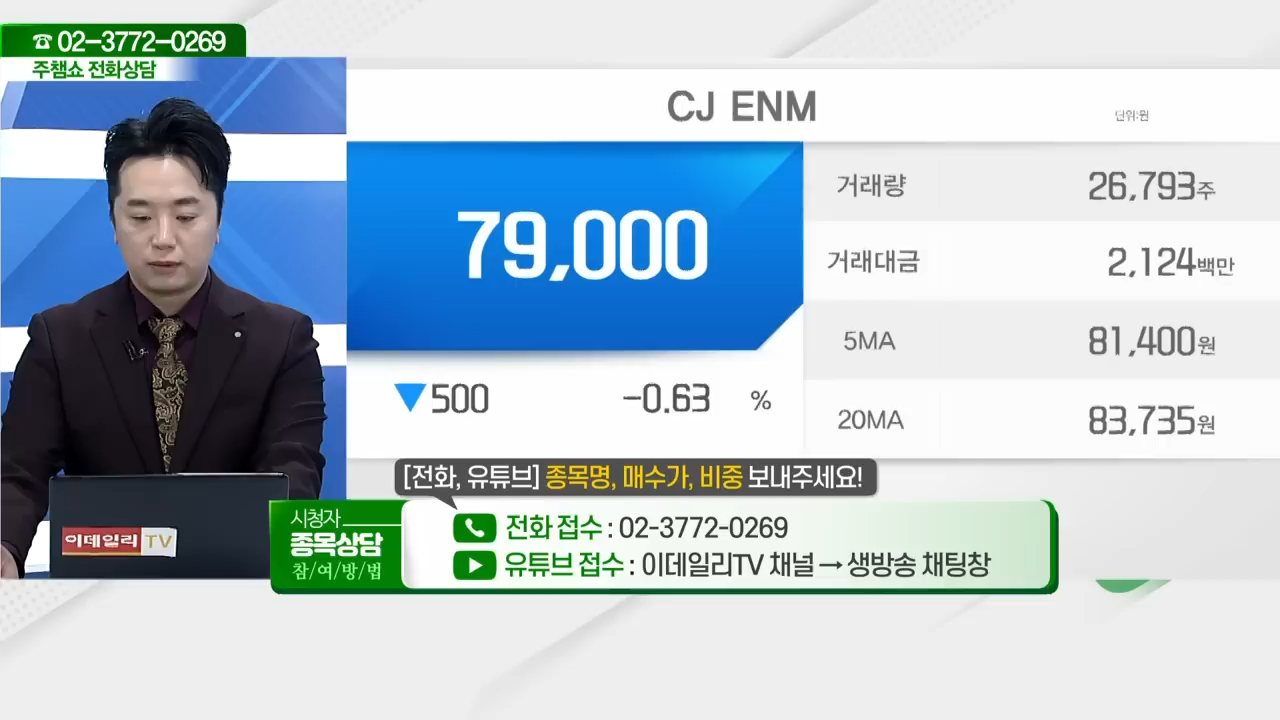 ☎ 02-3772-0269
주챔쇼 전화상담
CJ ENM
단위:원
79,000
▼500 -0.63 %
거래량 26,793주
거래대금 2,124백만
5MA 81,400원
20MA 83,735원
[전화, 유튜브] 종목명, 매수가, 비중 보내주세요!
시청자
종목상담
참/여/방/법
전화 접수 : 02-3772-0269
유튜브 접수 : 이데일리TV 채널 → 생방송 채팅창
이데일리 TV